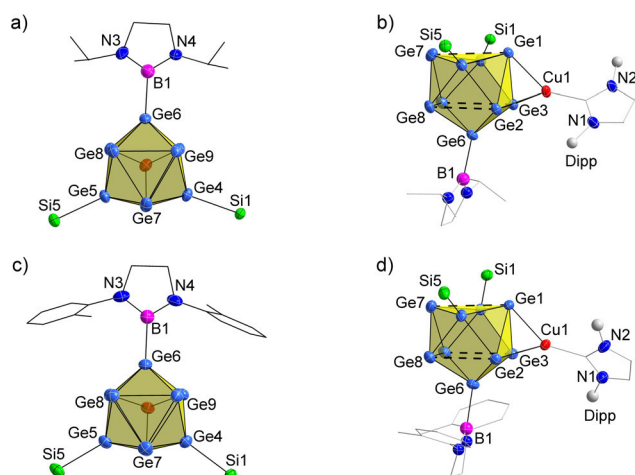 a)
N3 N4
B1
Ge6
Ge8 Ge9
Ge5 Ge4
Si5 Ge7 Si1
b)
Si5 Si1
Ge7 Ge1
Cu1 N2
Ge8 Ge2 Ge3 N1
Ge6 Dipp
B1
c)
N3 N4
B1
Ge6
Ge8 Ge9
Ge5 Ge4
Si5 Ge7 Si1
d)
Si5 Si1
Ge7 Ge1
Cu1 N2
Ge8 Ge2 Ge3 N1
Ge6 Dipp
B1